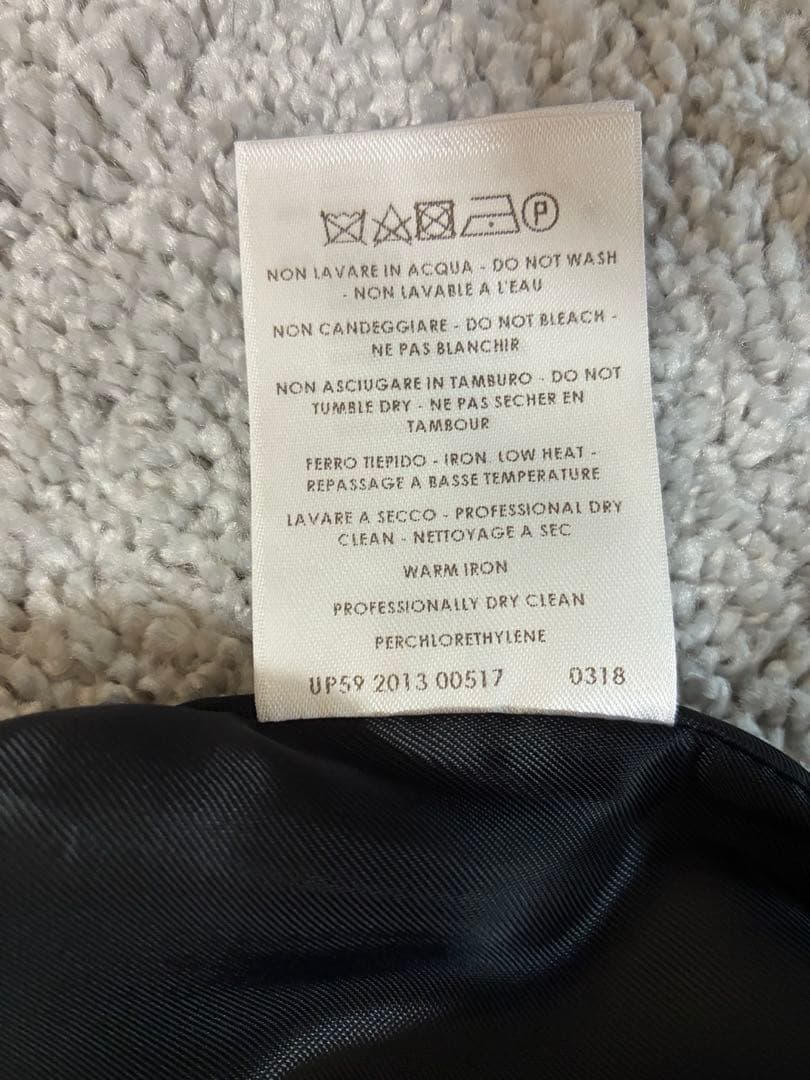 P
NON LAVARE IN ACQUA - DO NOT WASH
- NON LAVABLE A L'EAU
NON CANDEGGIARE - DO NOT BLEACH -
NE PAS BLANCHIR
NON ASCIUGARE IN TAMBURO - DO NOT
TUMBLE DRY - NE PAS SECHER EN
TAMBOUR
FERRO TIEPIDO - IRON. LOW HEAT -
REPASSAGE A BASSE TEMPERATURE
LAVARE A SECCO - PROFESSIONAL DRY
CLEAN - NETTOYAGE A SEC
WARM IRON
PROFESSIONALLY DRY CLEAN
PERCHLORETHYLENE
UP59 2013 00517 0318